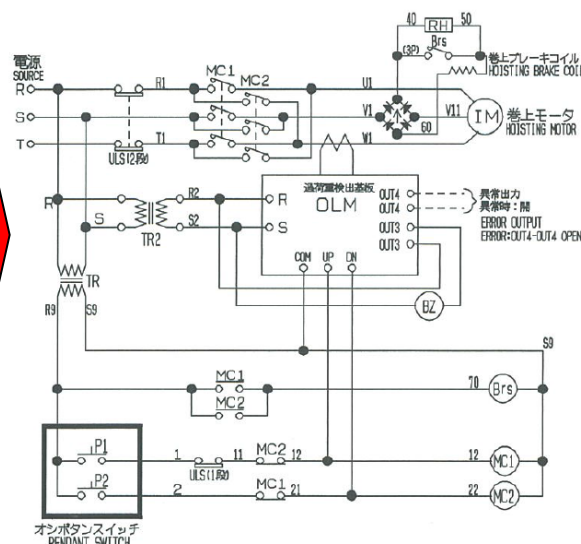 40 RH 50
(3P) Brs
巻上ブレーキコイル
HOISTING BRAKE COIL
電源
SOURCE
R R1 MC1 MC2 U1
S V1 60 V11 IM 巻上モータ
HOISTING MOTOR
T T1 W1
ULS(2段)
過荷重検出基板
OLM
R R2 R OUT4 異常出力
OUT4 異常時:開
S S2 S OUT3 ERROR OUTPUT
TR2 OUT3 ERROR:OUT4-OUT4 OPEN
COM UP DN
TR
R9 S9
BZ
S9
MC1 70 Brs
MC2
P1 1 11 MC2 12 12 MC1
ULS(1段)
P2 2 MC1 21 22 MC2
オシボタンスイッチ
PENDANT SWITCH